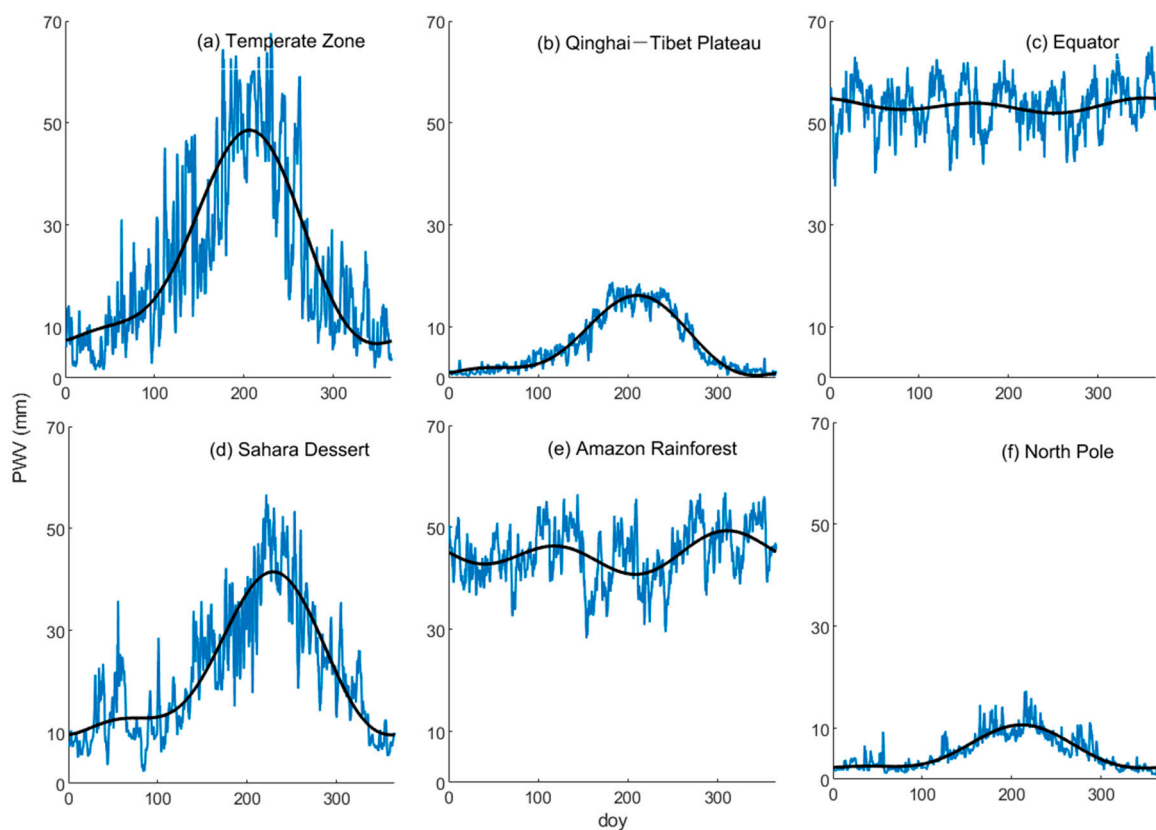 70
50
30
10
0
0 100 200 300
(a) Temperate Zone
70
50
30
10
0
0 100 200 300
(b) Qinghai－Tibet Plateau
70
50
30
10
0
0 100 200 300
(c) Equator
PWV (mm)
70
50
30
10
0
0 100 200 300
(d) Sahara Dessert
70
50
30
10
0
0 100 200 300
(e) Amazon Rainforest
70
50
30
10
0
0 100 200 300
(f) North Pole
doy